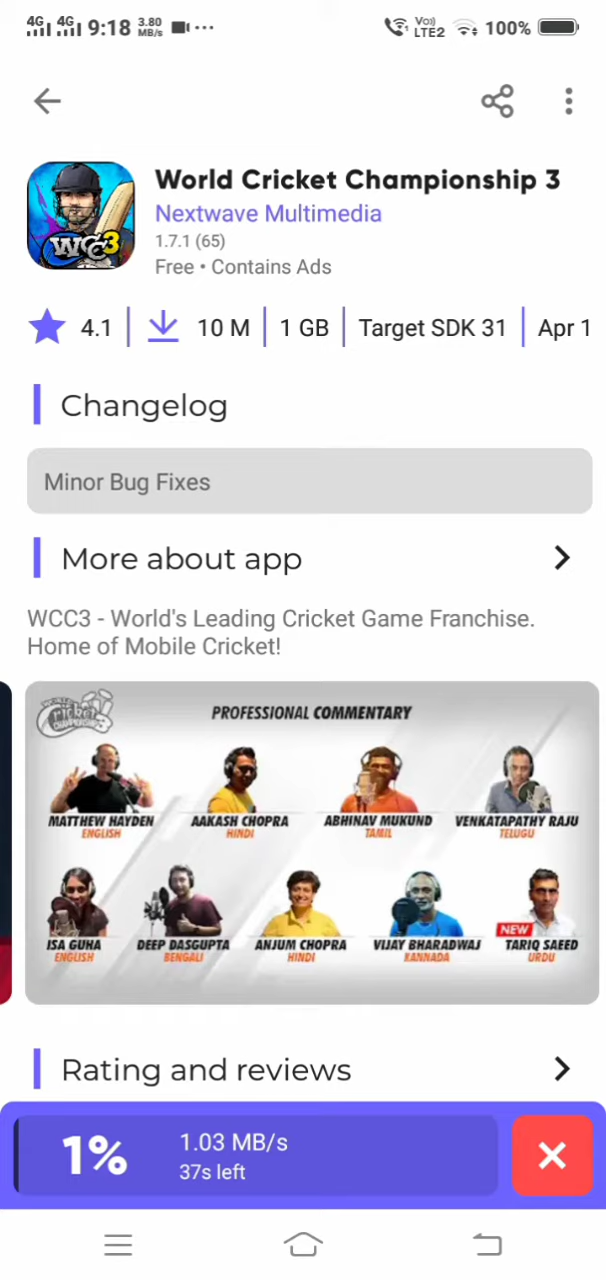 4G 4G 9:18 3.80 MB/s ... Vo) LTE2 100%
World Cricket Championship 3
Nextwave Multimedia
1.7.1 (65)
Free • Contains Ads
4.1 10 M 1 GB Target SDK 31 Apr 1
Changelog
Minor Bug Fixes
More about app
WCC3 - World's Leading Cricket Game Franchise.
Home of Mobile Cricket!
WORLD
cricket
CHAMPIONSHIP
PROFESSIONAL COMMENTARY
MATTHEW HAYDEN AAKASH CHOPRA ABHINAV MUKUND VENKATAPATHY RAJU
ENGLISH HINDI TAMIL TELUGU
NEW
ISA GUHA DEEP DASGUPTA ANJUM CHOPRA VIJAY BHARADWAJ TARIQ SAEED
ENGLISH BENGALI HINDI KANNADA URDU
Rating and reviews
1% 1.03 MB/s
37s left
WCC3